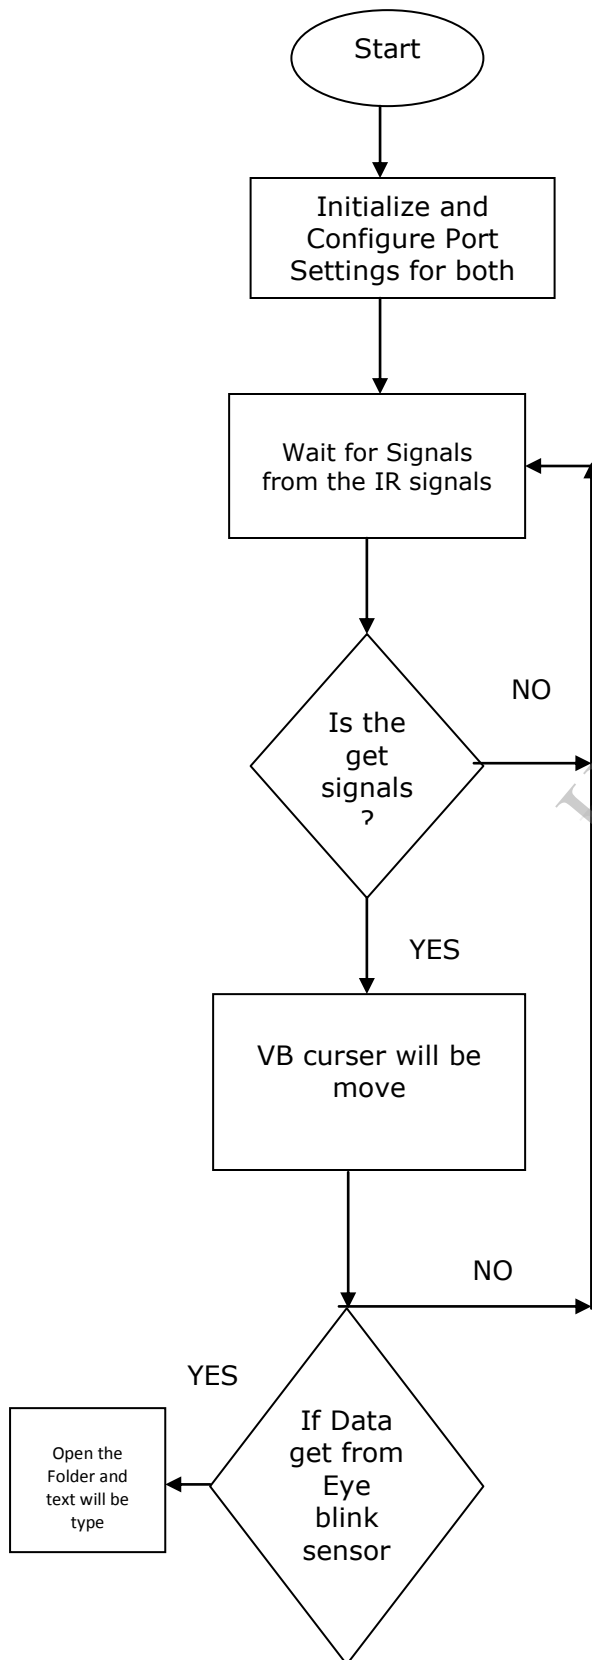 Start
Initialize and
Configure Port
Settings for both
Wait for Signals
from the IR signals
NO
Is the
get
signals
?
YES
VB curser will be
move
NO
YES
If Data
get from
Eye
blink
sensor
Open the
Folder and
text will be
type